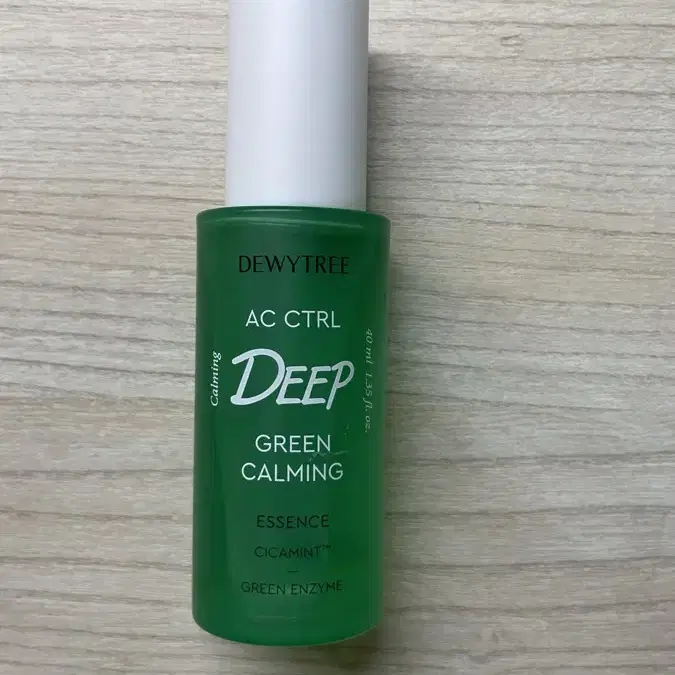 DEWYTREE
AC CTRL
Calming
DEEP
40 ml 1.35 fl. oz.
GREEN
CALMING
ESSENCE
CICAMINT™
—
GREEN ENZYME